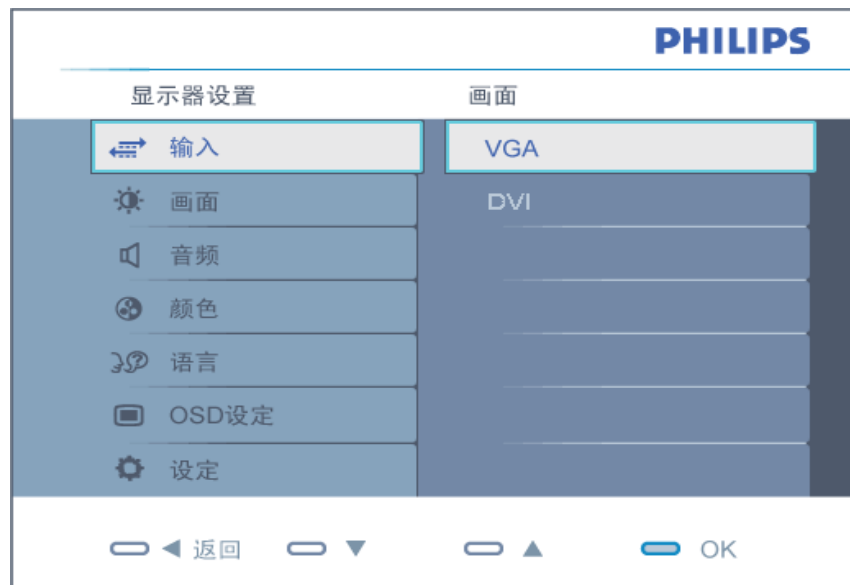 PHILIPS
显示器设置 画面
输入 VGA
画面 DVI
音频
颜色
语言
OSD设定
设定
返回 OK